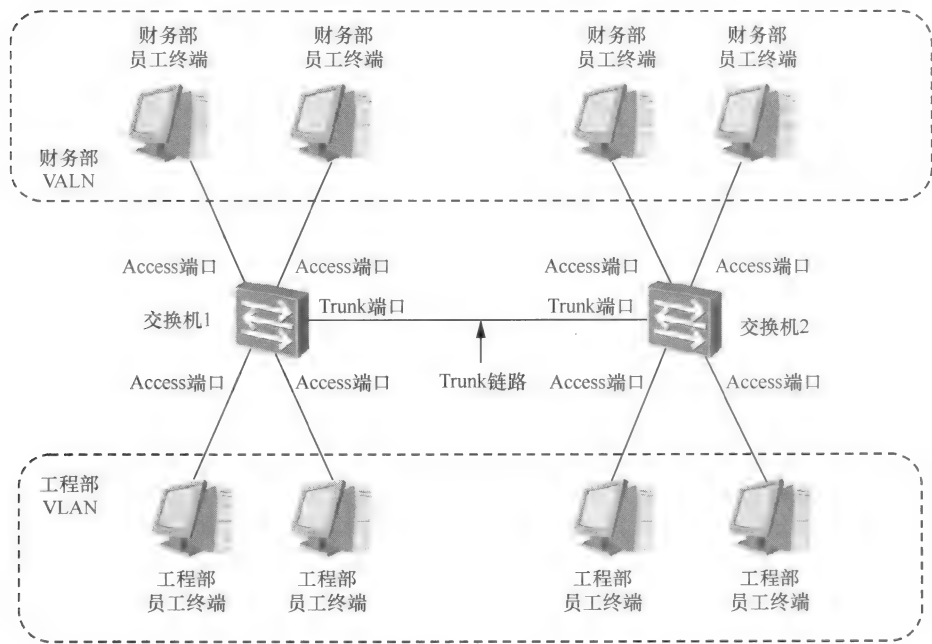 财务部
员工终端
财务部
员工终端
财务部
员工终端
财务部
员工终端
财务部
VALN
Access端口
Access端口
Access端口
Access端口
交换机1
Trunk端口
Trunk端口
交换机2
Trunk链路
Access端口
Access端口
Access端口
Access端口
工程部
VLAN
工程部
员工终端
工程部
员工终端
工程部
员工终端
工程部
员工终端